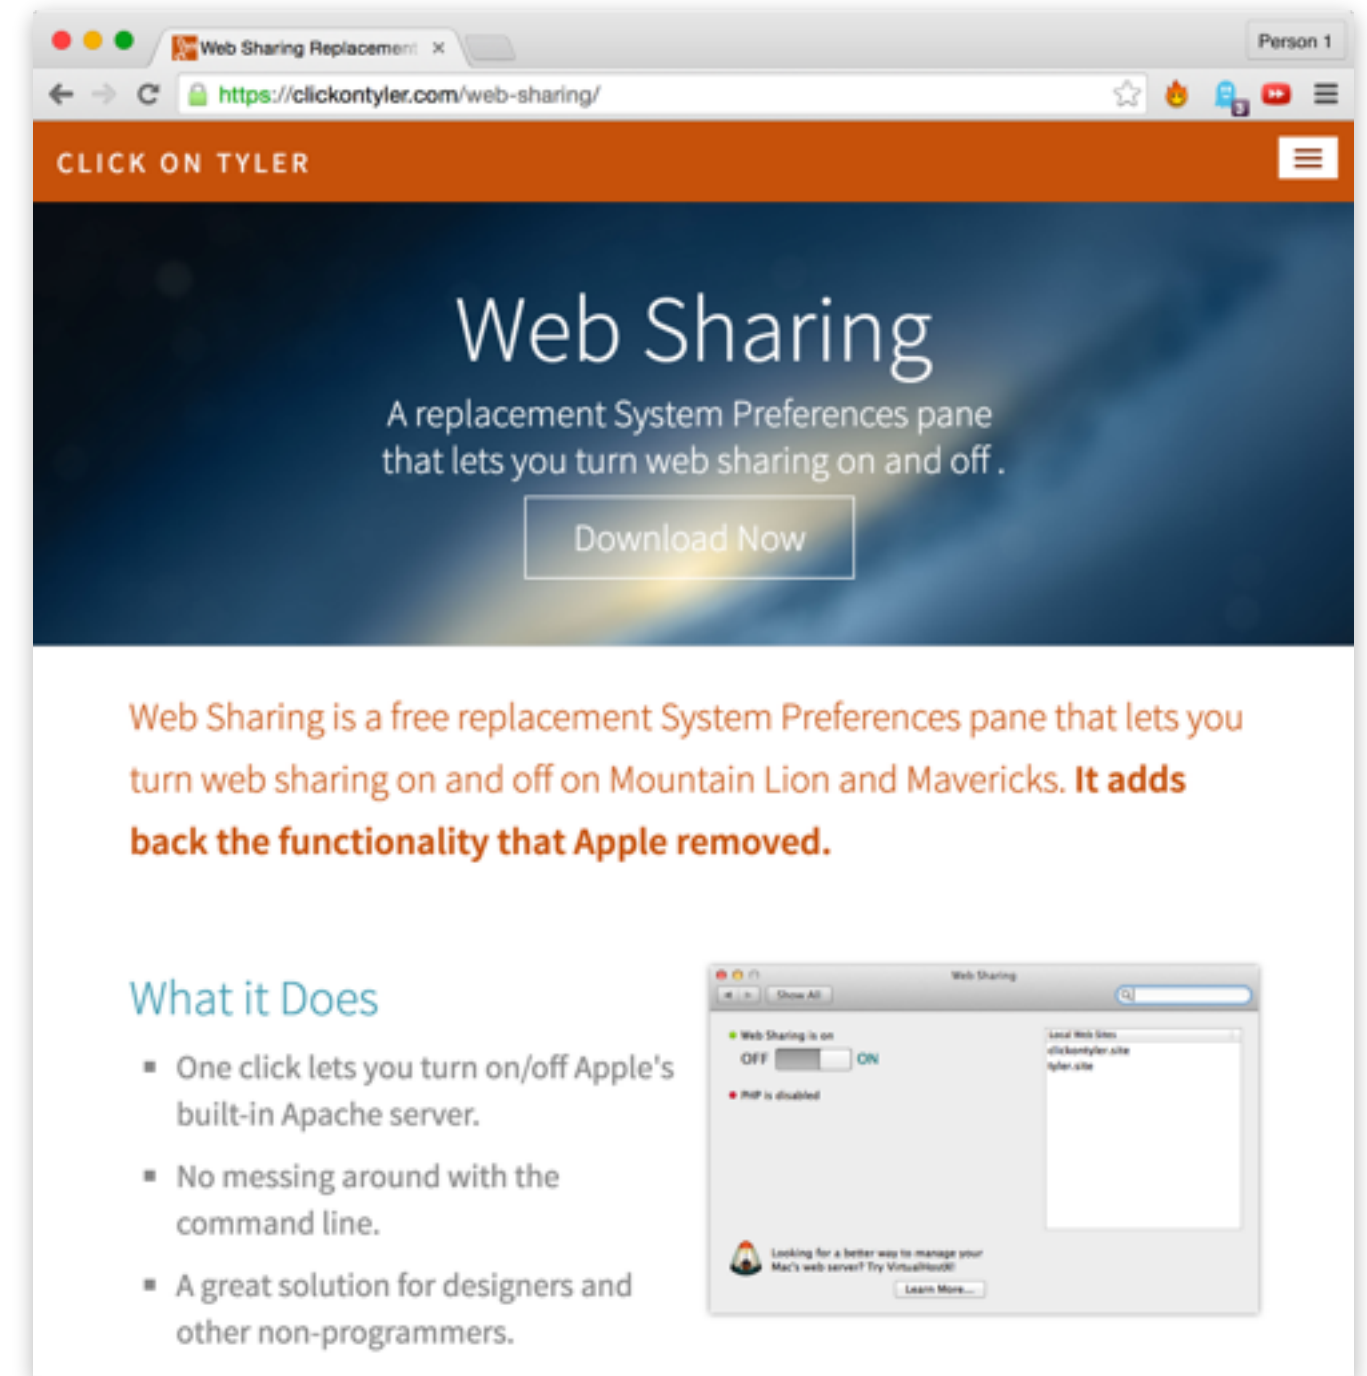 Web Sharing Replacement
Person 1
https://clickontyler.com/web-sharing/
3
CLICK ON TYLER
Web Sharing
A replacement System Preferences pane
that lets you turn web sharing on and off .
Download Now
Web Sharing is a free replacement System Preferences pane that lets you
turn web sharing on and off on Mountain Lion and Mavericks. It adds
back the functionality that Apple removed.
What it Does
One click lets you turn on/off Apple's
built-in Apache server.
No messing around with the
command line.
A great solution for designers and
other non-programmers.
Web Sharing
Show All
Web Sharing is on
OFF ON
PHP is disabled
Local Web Sites
clickontyler.site
tyler.site
Looking for a better way to manage your
Mac's web server? Try VirtualHostX!
Learn More...